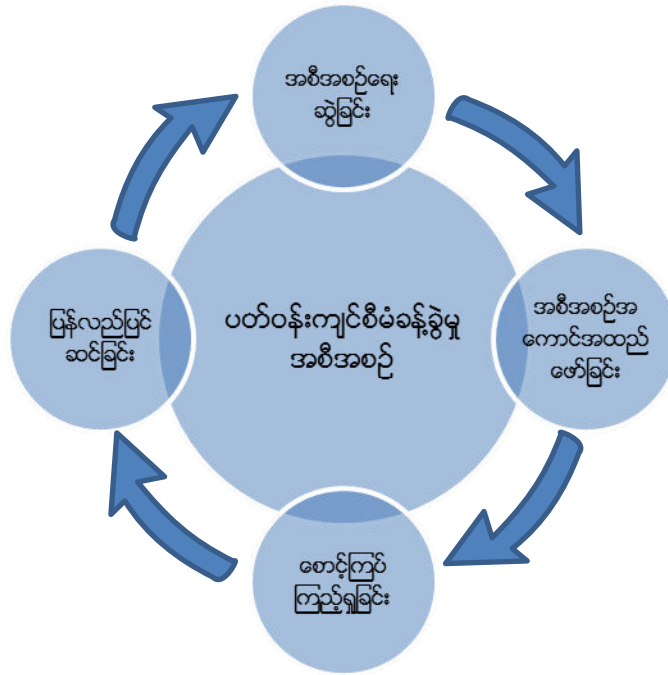 အစီအစဉ်ရေး
ဆွဲခြင်း
ပြန်လည်ပြင်
ဆင်ခြင်း
ပတ်ဝန်းကျင်စီမံခန့်ခွဲမှု
အစီအစဉ်
အစီအစဉ်အ
ကောင်အထည်
ဖော်ခြင်း
စောင့်ကြပ်
ကြည့်ရှုခြင်း